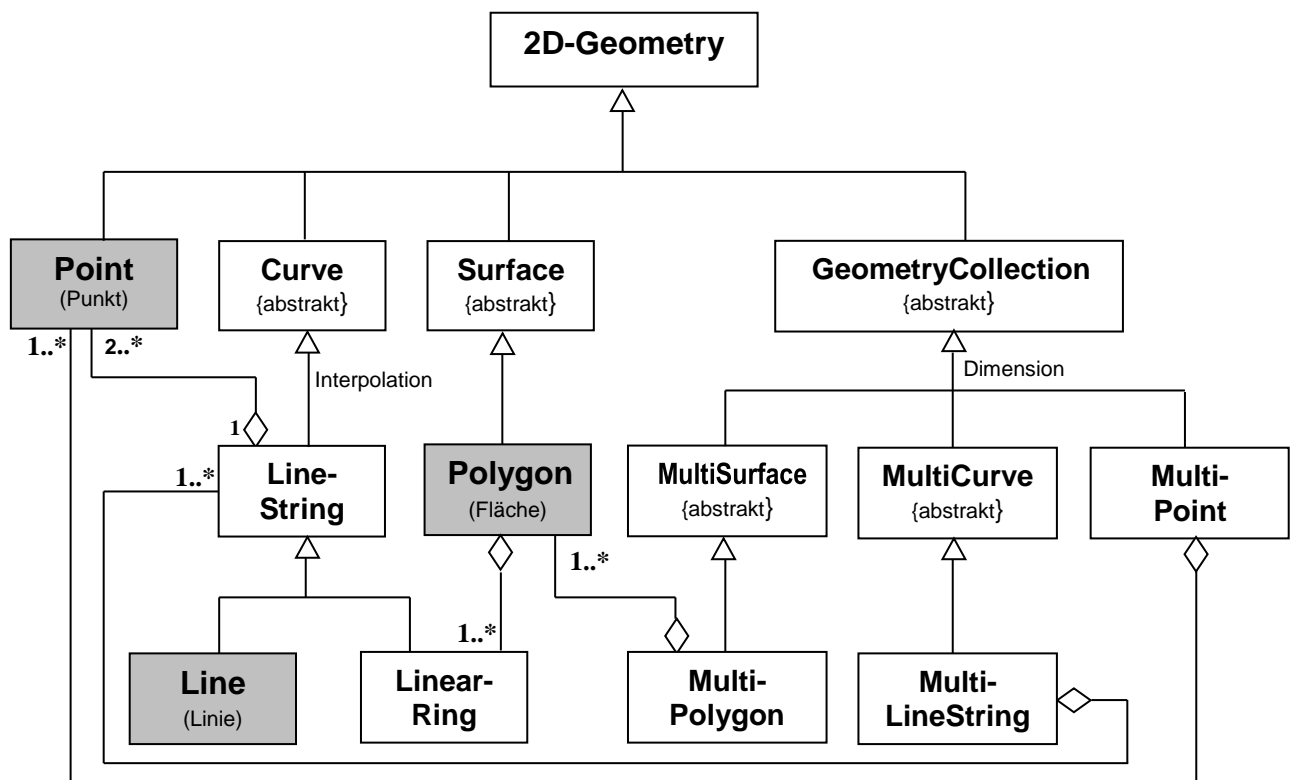 2D-Geometry
Point
(Punkt)
Curve
{abstrakt}
Surface
{abstrakt}
GeometryCollection
{abstrakt}
1..*
2..*
Interpolation
Dimension
1
1..*
Line-
String
Polygon
(Fläche)
MultiSurface
{abstrakt}
MultiCurve
{abstrakt}
Multi-
Point
1..*
1..*
Line
(Linie)
Linear-
Ring
Multi-
Polygon
Multi-
LineString